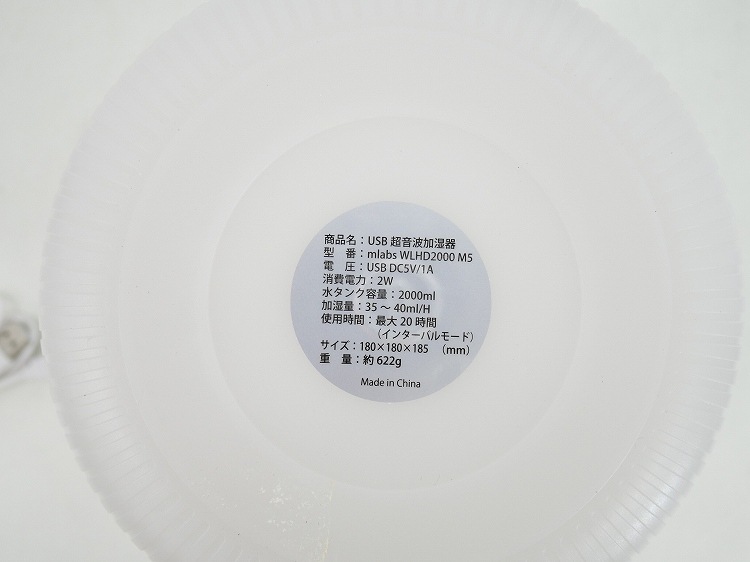 商品名：USB 超音波加湿器
型　番：mlabs WLHD2000 M5
電　圧：USB DC5V/1A
消費電力：2W
水タンク容量：2000ml
加湿量：35 ～ 40ml/H
使用時間：最大 20 時間
（インターバルモード）
サイズ：180×180×185 （mm）
重　量：約 622g
Made in China